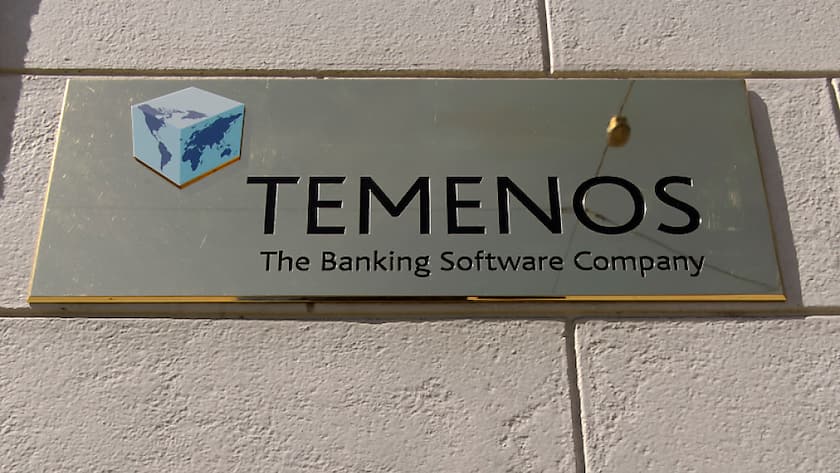 TEMENOS
The Banking Software Company